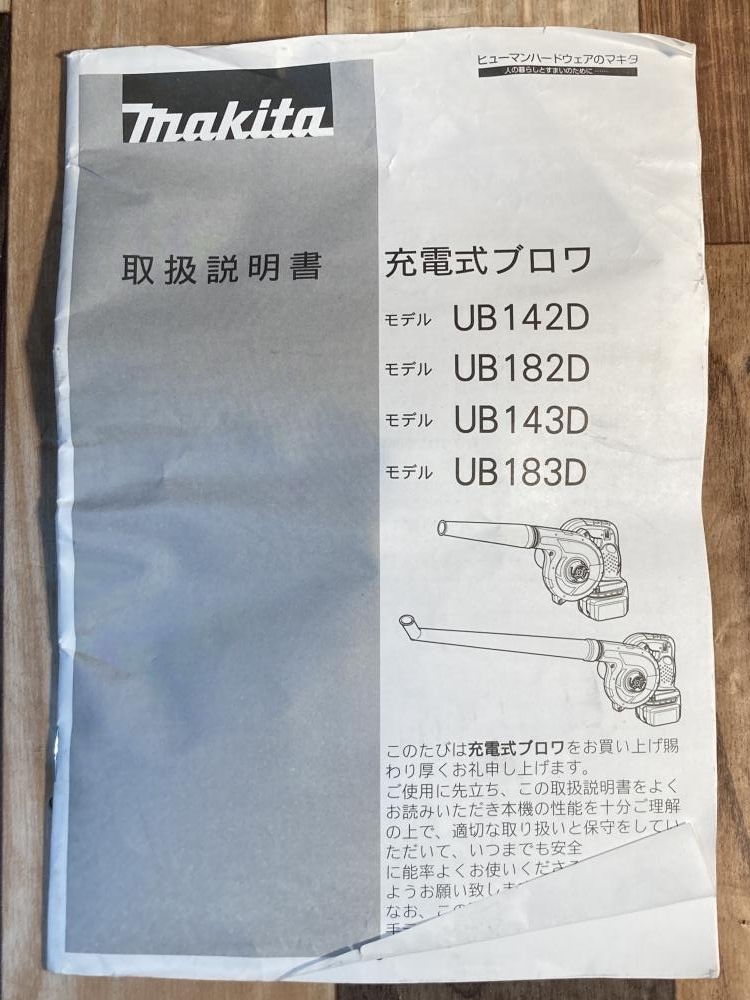 ヒューマンハードウェアのマキタ
人の暮らしとすまいのために……
makita
取扱説明書
充電式ブロワ
モデル UB142D
モデル UB182D
モデル UB143D
モデル UB183D
このたびは充電式ブロワをお買い上げ賜
わり厚くお礼申し上げます。
ご使用に先立ち、この取扱説明書をよく
お読みいただき本機の性能を十分ご理解
の上で、適切な取り扱いと保守をしてい
ただいて、いつまでも安全
に能率よくお使いくださる
ようお願い致しま
なお、この